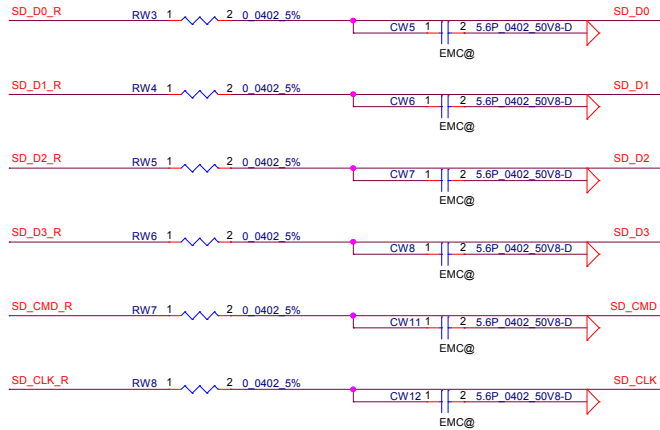 SD_D0_R RW3 1 2 0_0402_5% SD_D0
CW5 1 2 5.6P_0402_50V8-D
EMC@
SD_D1_R RW4 1 2 0_0402_5% SD_D1
CW6 1 2 5.6P_0402_50V8-D
EMC@
SD_D2_R RW5 1 2 0_0402_5% SD_D2
CW7 1 2 5.6P_0402_50V8-D
EMC@
SD_D3_R RW6 1 2 0_0402_5% SD_D3
CW8 1 2 5.6P_0402_50V8-D
EMC@
SD_CMD_R RW7 1 2 0_0402_5% SD_CMD
CW11 1 2 5.6P_0402_50V8-D
EMC@
SD_CLK_R RW8 1 2 0_0402_5% SD_CLK
CW12 1 2 5.6P_0402_50V8-D
EMC@